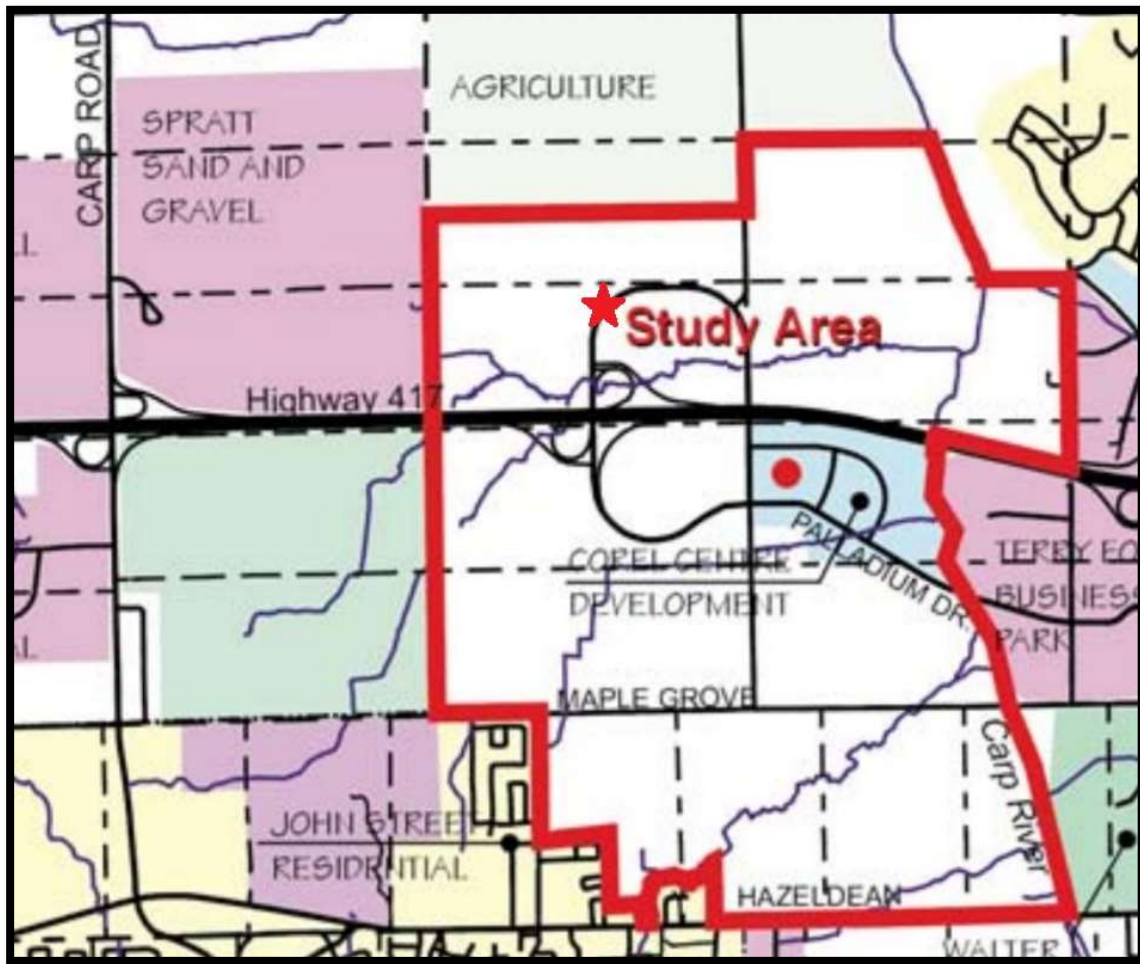 CARP ROAD
SPRATT
SAND AND
GRAVEL
AGRICULTURE
Study Area
Highway 417
COREL CENTRE
DEVELOPMENT
PALLADIUM DR.
BUSINESS
PARK
MAPLE GROVE
Carp River
JOHN STREET
RESIDENTIAL
HAZELDEAN
WALTER